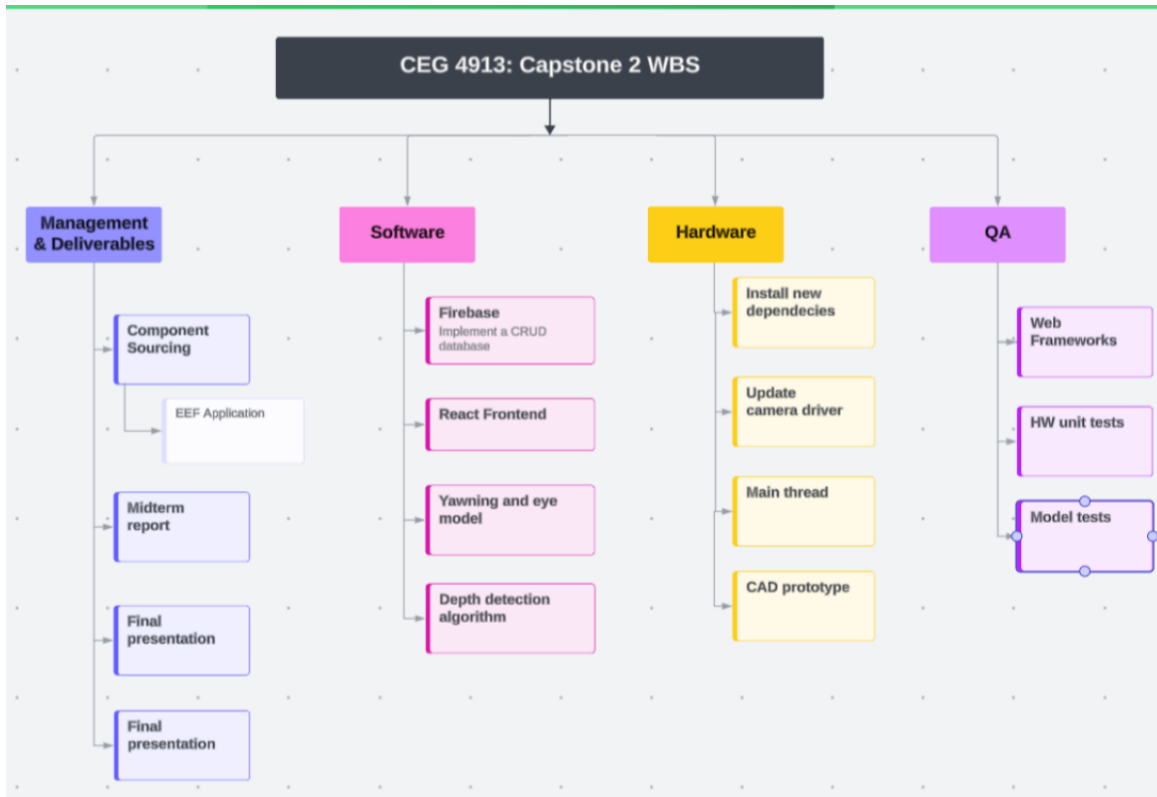 CEG 4913: Capstone 2 WBS
Management
& Deliverables
Component
Sourcing
EEF Application
Midterm
report
Final
presentation
Final
presentation
Software
Firebase
Implement a CRUD
database
React Frontend
Yawning and eye
model
Depth detection
algorithm
Hardware
Install new
dependecies
Update
camera driver
Main thread
CAD prototype
QA
Web
Frameworks
HW unit tests
Model tests